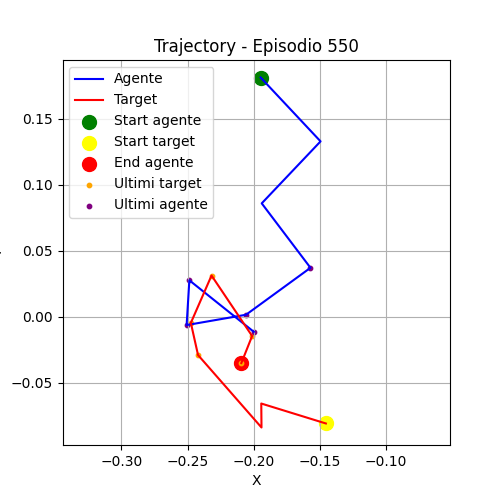 Trajectory - Episodio 550
Agente
Target
Start agente
Start target
End agente
Ultimi target
Ultimi agente
0.15
0.10
0.05
0.00
−0.05
−0.30
−0.25
−0.20
−0.15
−0.10
X